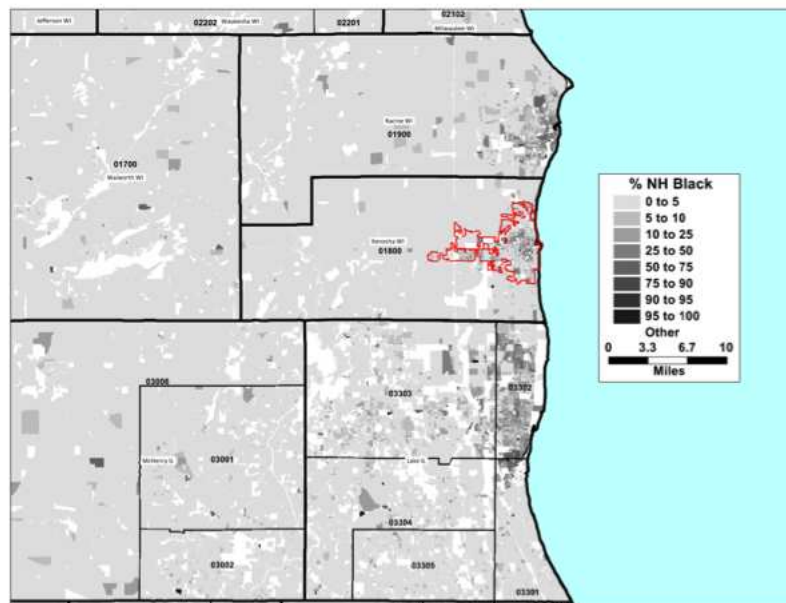 02102
Jefferson WI
02202
Waukesha WI
02201
Milwaukee WI
Racine WI
01900
01700
Walworth WI
% NH Black
0 to 5
5 to 10
10 to 25
25 to 50
50 to 75
75 to 90
90 to 95
95 to 100
Other
0 3.3 6.7 10
Miles
Kenosha WI
01800
03006
03303
03302
McHenry IL
03001
Lake IL
03304
03002
03305
03301